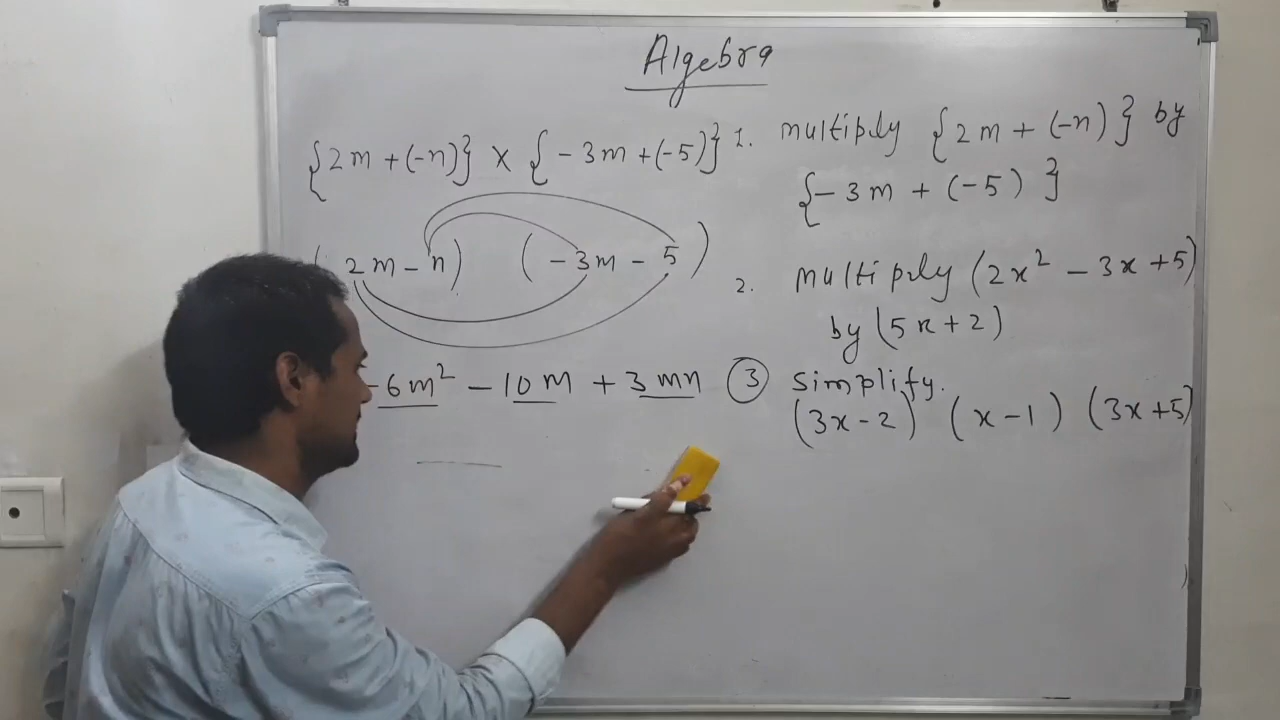 Algebra
{2m +(-n)} x {-3m +(-5)}
(2m - n) (-3m - 5)
-6m² - 10m + 3mn
1. multiply {2m + (-n)} by
{-3m + (-5)}
2. multiply (2x² - 3x +5)
by (5x+2)
③ simplify.
(3x-2) (x-1) (3x+5)